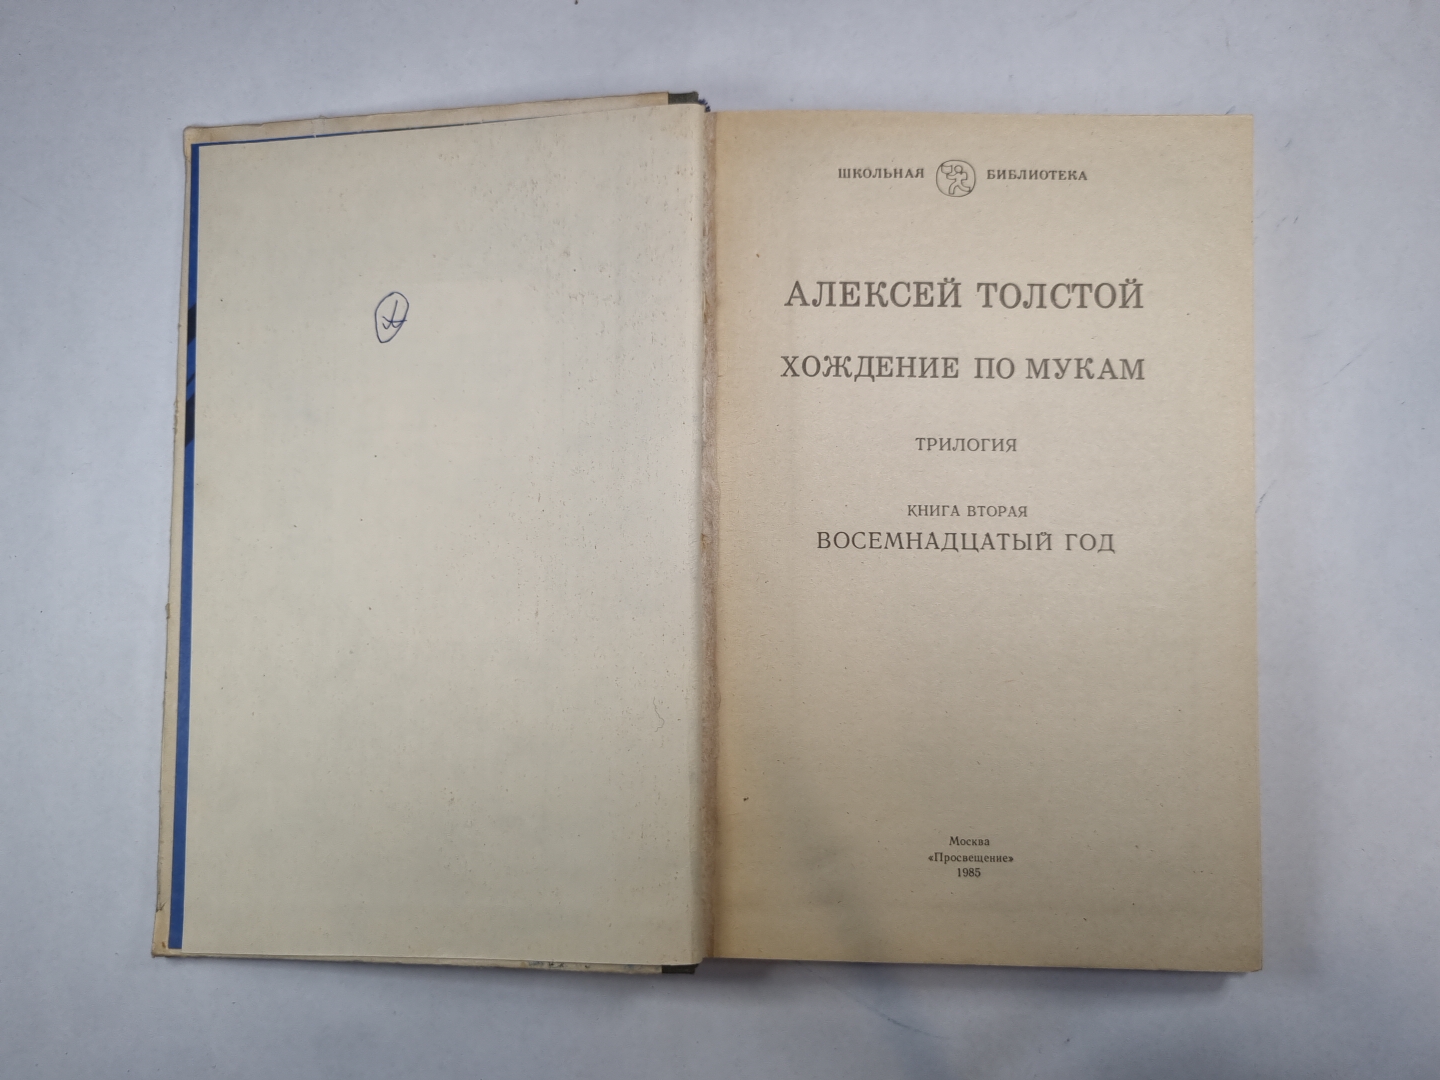 ШКОЛЬНАЯ БИБЛИОТЕКА
АЛЕКСЕЙ ТОЛСТОЙ
ХОЖДЕНИЕ ПО МУКАМ
ТРИЛОГИЯ
КНИГА ВТОРАЯ
ВОСЕМНАДЦАТЫЙ ГОД
Москва
«Просвещение»
1985